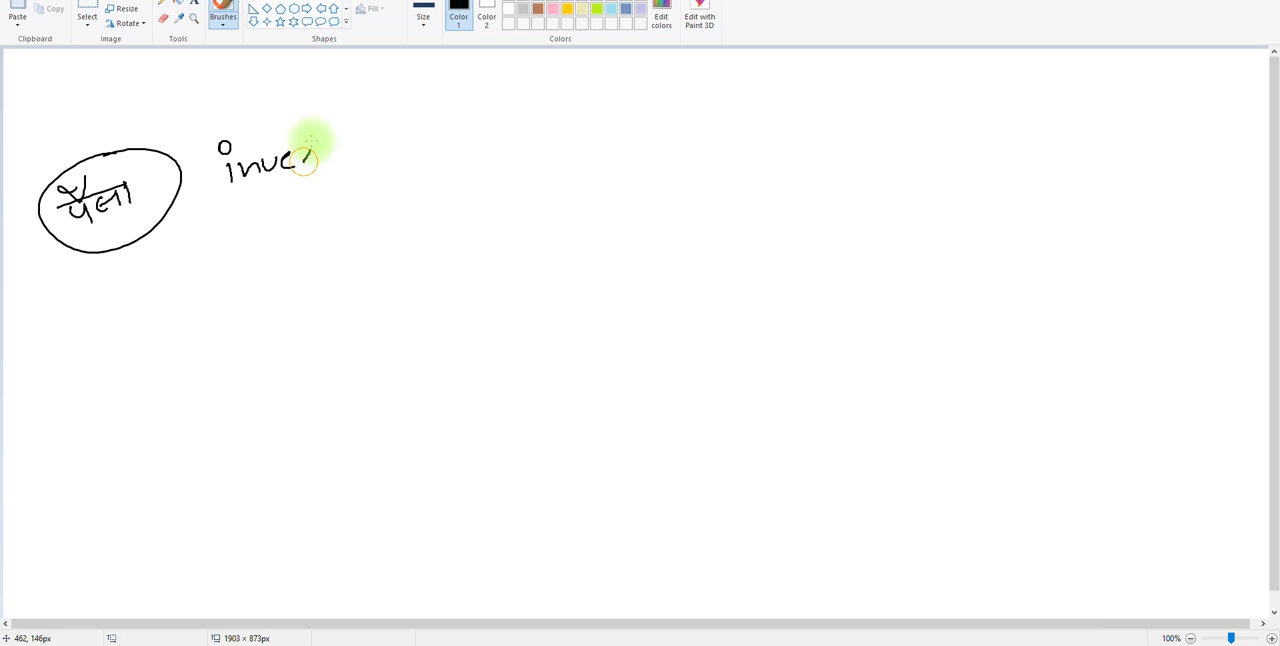 Paste
Copy
Select
Resize
Rotate
Brushes
Fill
Size
Color 1
Color 2
Edit colors
Edit with Paint 3D
Clipboard
Image
Tools
Shapes
Colors
पैसा
462, 146px
1903 × 873px
100%